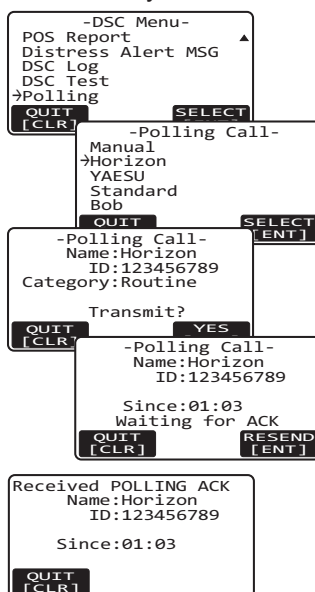 -DSC Menu-
POS Report
Distress Alert MSG
DSC Log
DSC Test
→Polling
QUIT SELECT
[CLR]
-Polling Call-
Manual
→Horizon
YAESU
Standard
Bob
QUIT SELECT
[ENT]
-Polling Call-
Name:Horizon
ID:123456789
Category:Routine
Transmit?
QUIT YES
[CLR]
-Polling Call-
Name:Horizon
ID:123456789
Since:01:03
Waiting for ACK
QUIT RESEND
[CLR] [ENT]
Received POLLING ACK
Name:Horizon
ID:123456789
Since:01:03
QUIT
[CLR]